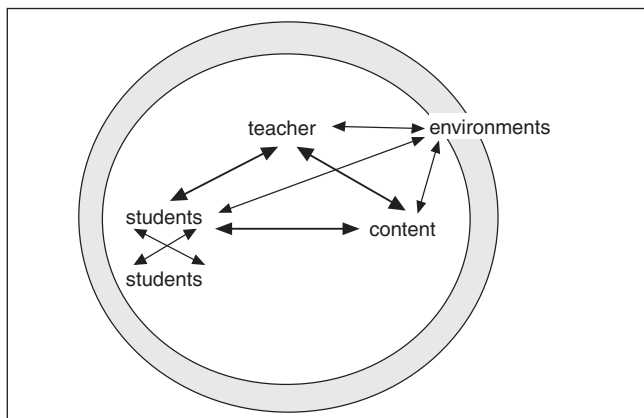 teacher
environments
students
content
students